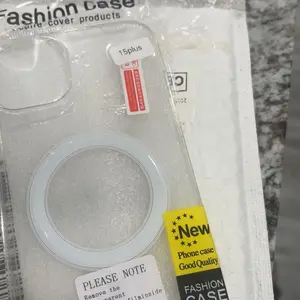 Fashion Case
cover products
15plus
New
Phone case
Good Quality
FASHION
CASE
PLEASE NOTE
Remove the